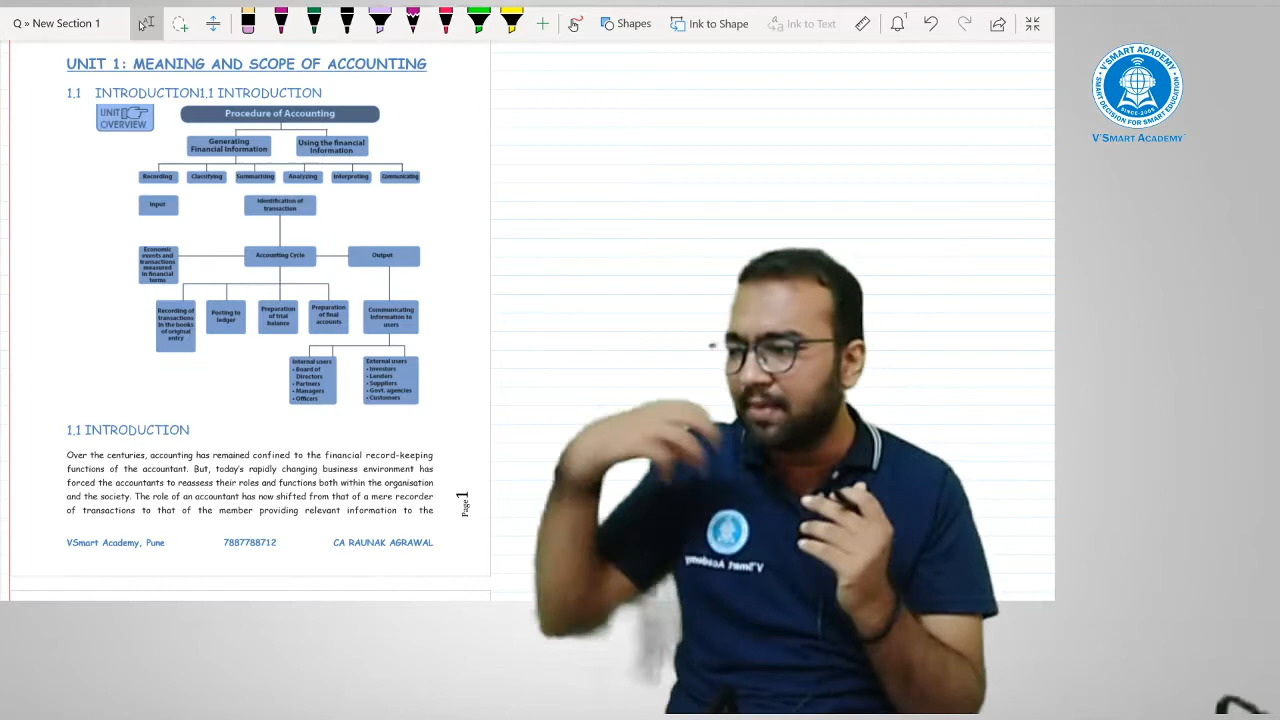 Q » New Section 1
Shapes
Ink to Shape
Ink to Text
UNIT 1: MEANING AND SCOPE OF ACCOUNTING
1.1 INTRODUCTION1.1 INTRODUCTION
UNIT
OVERVIEW
Procedure of Accounting
Generating
Financial Information
Using the financial
Information
Recording
Classifying
Summarising
Analyzing
Interpreting
Communicating
Input
Identification of
transaction
Economic
events and
transactions
measured
in financial
terms
Accounting Cycle
Output
Recording of
transactions
in the books
of original
entry
Posting to
ledger
Preparation
of trial
balance
Preparation
of final
accounts
Communicating
information to
users
Internal users
• Board of
Directors
• Partners
• Managers
• Officers
External users
• Investors
• Lenders
• Suppliers
• Govt. agencies
• Customers
1.1 INTRODUCTION
Over the centuries, accounting has remained confined to the financial record-keeping
functions of the accountant. But, today's rapidly changing business environment has
forced the accountants to reassess their roles and functions both within the organisation
and the society. The role of an accountant has now shifted from that of a mere recorder
of transactions to that of the member providing relevant information to the
Page 1
VSmart Academy, Pune 7887788712 CA RAUNAK AGRAWAL
V'SMART ACADEMY
SMART DECISION FOR SMART EDUCATION
SINCE-2005
V'SMART ACADEMY
V'Smart Academy